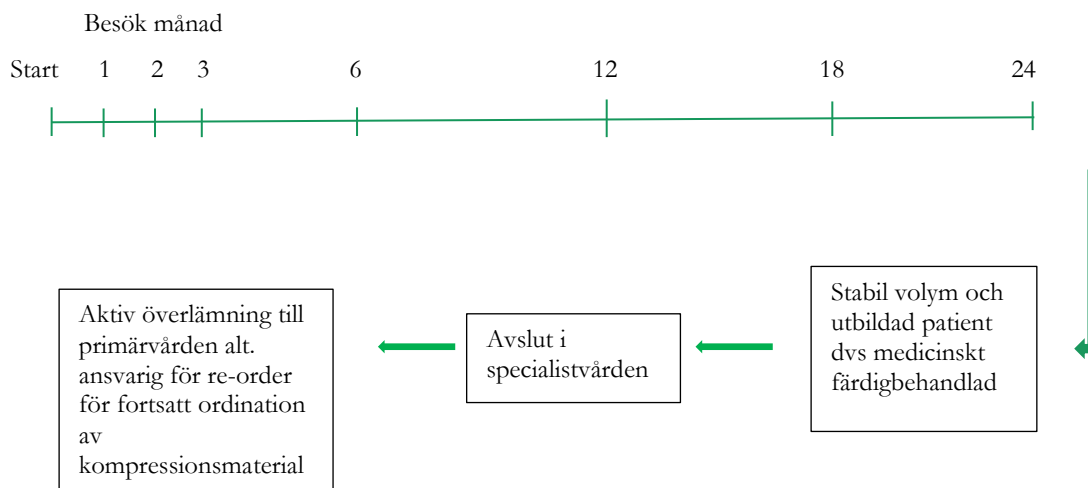 Besök månad
Start 1 2 3 6 12 18 24
Aktiv överlämning till
primärvården alt.
ansvarig för re-order
för fortsatt ordination
av
kompressionsmaterial
Avslut i
specialistvården
Stabil volym och
utbildad patient
dvs medicinskt
färdigbehandlad